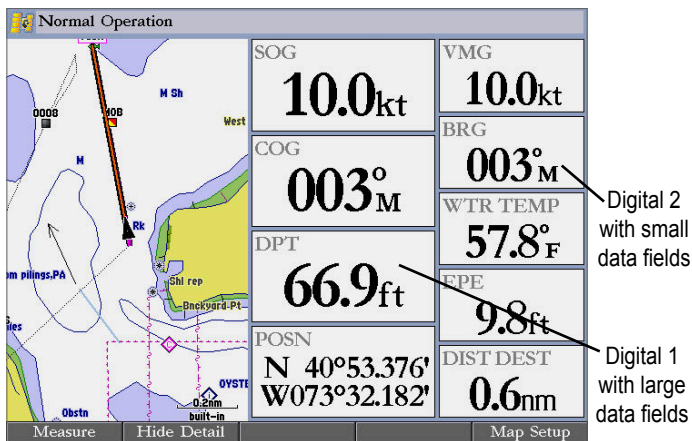 Normal Operation
0008
MOB
M Sh
West
M
Rk
om pilings,PA
Shl rep
Backyard Pt
OYSTE
0.2nm
Obstn
built-in
SOG
10.0kt
COG
003°M
DPT
66.9ft
POSN
N 40°53.376'
W073°32.182'
VMG
10.0kt
BRG
003°M
WTR TEMP
57.8°F
EPE
9.8ft
DIST DEST
0.6nm
Digital 2
with small
data fields
Digital 1
with large
data fields
Measure
Hide Detail
Map Setup